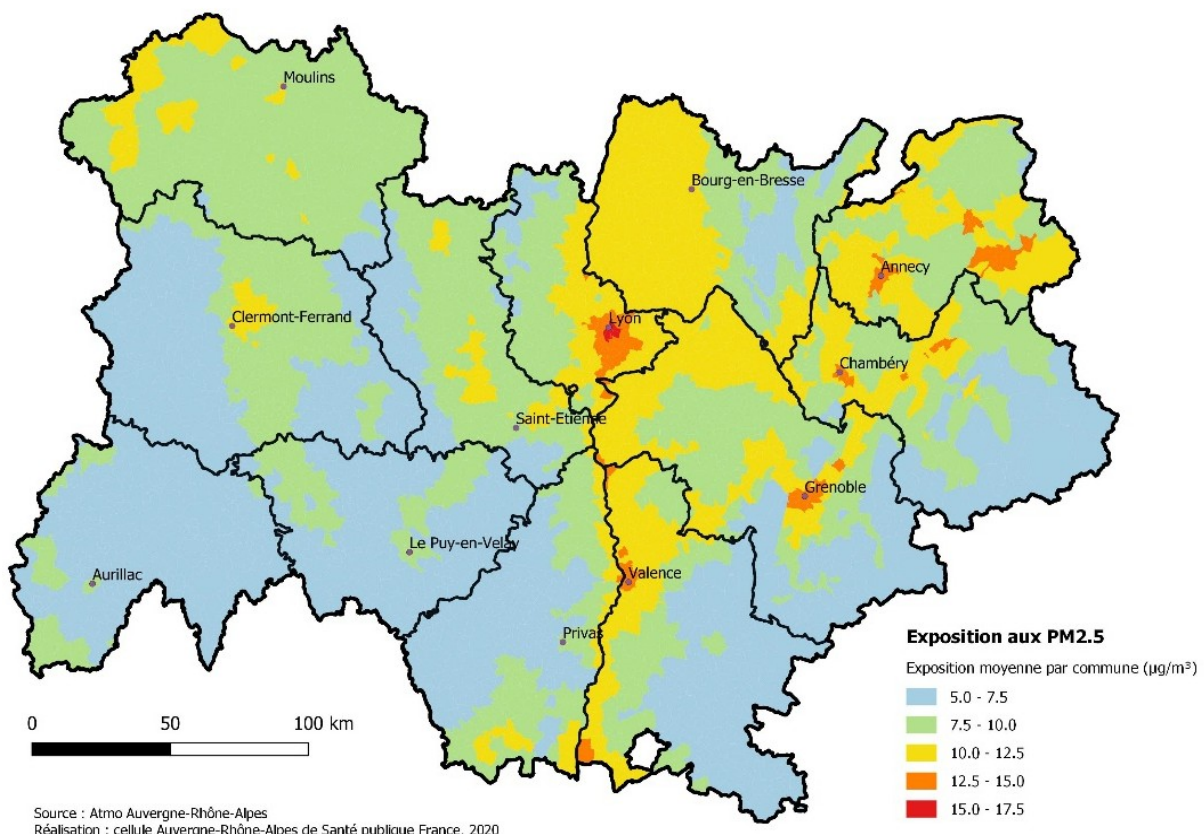 Moulins
Bourg-en-Bresse
Annecy
Clermont-Ferrand
Lyon
Chambéry
Saint-Etienne
Grenoble
Le Puy-en-Velay
Aurillac
Valence
Privas
Exposition aux PM2.5
Exposition moyenne par commune (µg/m³)
5.0 - 7.5
7.5 - 10.0
10.0 - 12.5
12.5 - 15.0
15.0 - 17.5
0 50 100 km
Source : Atmo Auvergne-Rhône-Alpes
Réalisation : cellule Auvergne-Rhône-Alpes de Santé publique France, 2020